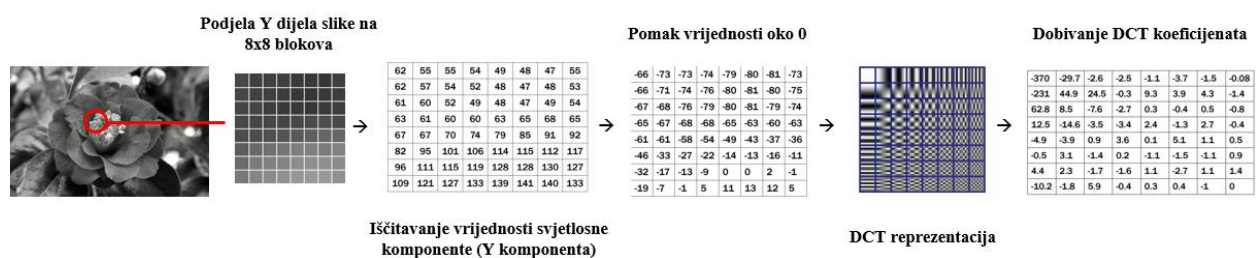 Podjela Y dijela slike na
8x8 blokova
62 55 55 54 49 48 47 55
62 57 54 52 48 47 48 53
61 60 52 49 48 47 49 54
63 61 60 60 63 65 68 65
67 67 70 74 79 85 91 92
82 95 101 106 114 115 112 117
96 111 115 119 128 128 130 127
109 121 127 133 139 141 140 133
Iščitavanje vrijednosti svjetlosne
komponente (Y komponenta)
Pomak vrijednosti oko 0
-66 -73 -73 -74 -79 -80 -81 -73
-66 -71 -74 -76 -80 -81 -80 -75
-67 -68 -76 -79 -80 -81 -79 -74
-65 -67 -68 -68 -65 -63 -60 -63
-61 -61 -58 -54 -49 -43 -37 -36
-46 -33 -27 -22 -14 -13 -16 -11
-32 -17 -13 -9 0 0 2 -1
-19 -7 -1 5 11 13 12 5
DCT reprezentacija
Dobivanje DCT koeficijenata
-370 -29.7 -2.6 -2.5 -1.1 -3.7 -1.5 -0.08
-231 44.9 24.5 -0.3 9.3 3.9 4.3 -1.4
62.8 8.5 -7.6 -2.7 0.3 -0.4 0.5 -0.8
12.5 -14.6 -3.5 -3.4 2.4 -1.3 2.7 -0.4
-4.9 -3.9 0.9 3.6 0.1 5.1 1.1 0.5
-0.5 3.1 -1.4 0.2 -1.1 -1.5 -1.1 0.9
4.4 2.3 -1.7 -1.6 1.1 -2.7 1.1 1.4
-10.2 -1.8 5.9 -0.4 0.3 0.4 -1 0